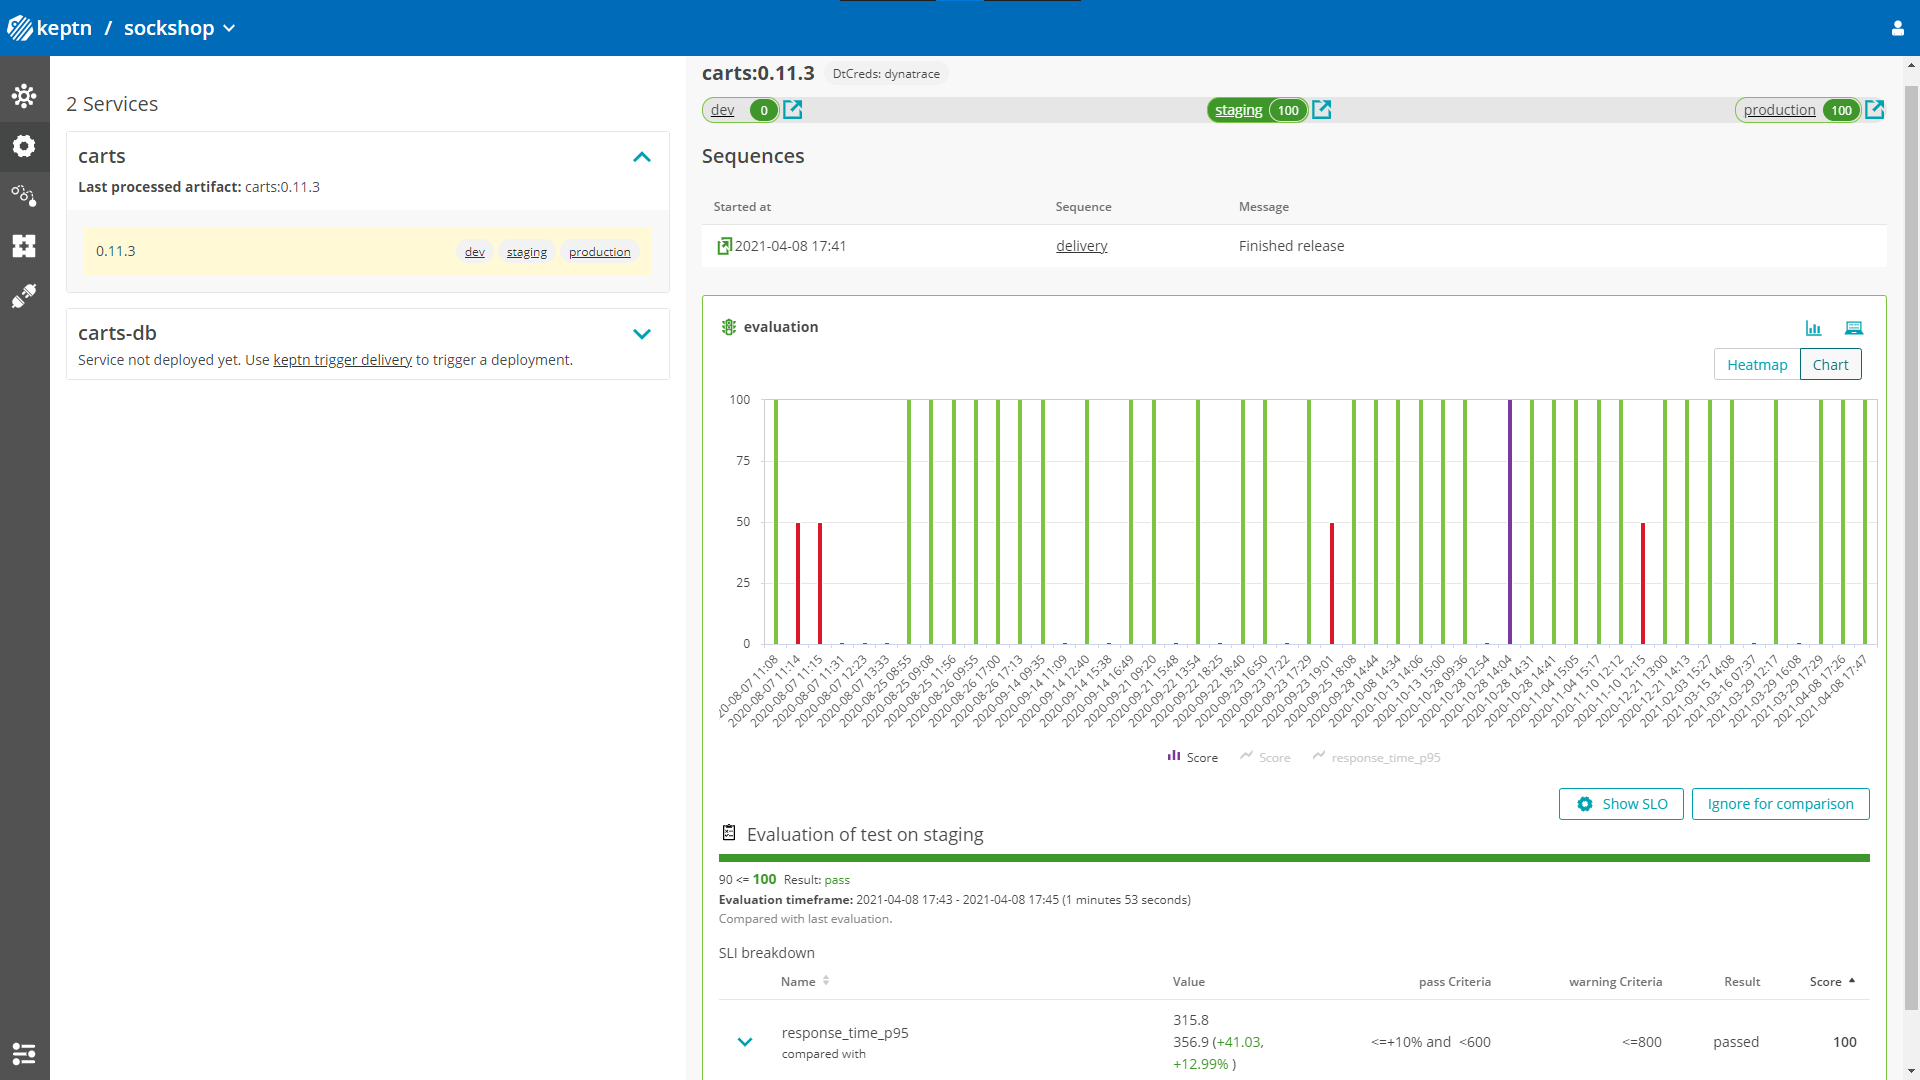 keptn / sockshop
2 Services
carts
Last processed artifact: carts:0.11.3
0.11.3 dev staging production
carts-db
Service not deployed yet. Use keptn trigger delivery to trigger a deployment.
carts:0.11.3 DtCreds: dynatrace
dev 0 staging 100 production 100
Sequences
Started at Sequence Message
2021-04-08 17:41 delivery Finished release
evaluation
Heatmap Chart
100
75
50
25
0
20-08-07 11:08
2020-08-07 11:14
2020-08-07 11:15
2020-08-07 11:31
2020-08-07 12:23
2020-08-07 13:33
2020-08-25 08:55
2020-08-25 09:08
2020-08-25 11:56
2020-08-26 09:55
2020-08-26 17:00
2020-08-26 17:13
2020-09-14 09:35
2020-09-14 11:09
2020-09-14 12:40
2020-09-14 15:38
2020-09-14 16:49
2020-09-21 09:20
2020-09-21 15:48
2020-09-22 13:54
2020-09-22 18:25
2020-09-22 18:40
2020-09-23 16:50
2020-09-23 17:22
2020-09-23 17:29
2020-09-23 19:01
2020-09-25 18:08
2020-09-28 14:44
2020-10-08 14:34
2020-10-13 14:06
2020-10-13 15:00
2020-10-28 09:36
2020-10-28 12:54
2020-10-28 14:04
2020-10-28 14:31
2020-10-28 14:41
2020-11-04 15:05
2020-11-04 15:17
2020-11-10 12:12
2020-11-10 12:15
2020-12-21 13:00
2020-12-21 14:13
2021-02-03 15:27
2021-03-15 14:08
2021-03-16 07:37
2021-03-29 12:17
2021-03-29 16:08
2021-03-29 17:29
2021-04-08 17:26
2021-04-08 17:47
Score Score response_time_p95
Show SLO Ignore for comparison
Evaluation of test on staging
90 <= 100 Result: pass
Evaluation timeframe: 2021-04-08 17:43 - 2021-04-08 17:45 (1 minutes 53 seconds)
Compared with last evaluation.
SLI breakdown
Name Value pass Criteria warning Criteria Result Score
response_time_p95
compared with
315.8
356.9 (+41.03,
+12.99% )
<=+10% and <600 <=800 passed 100